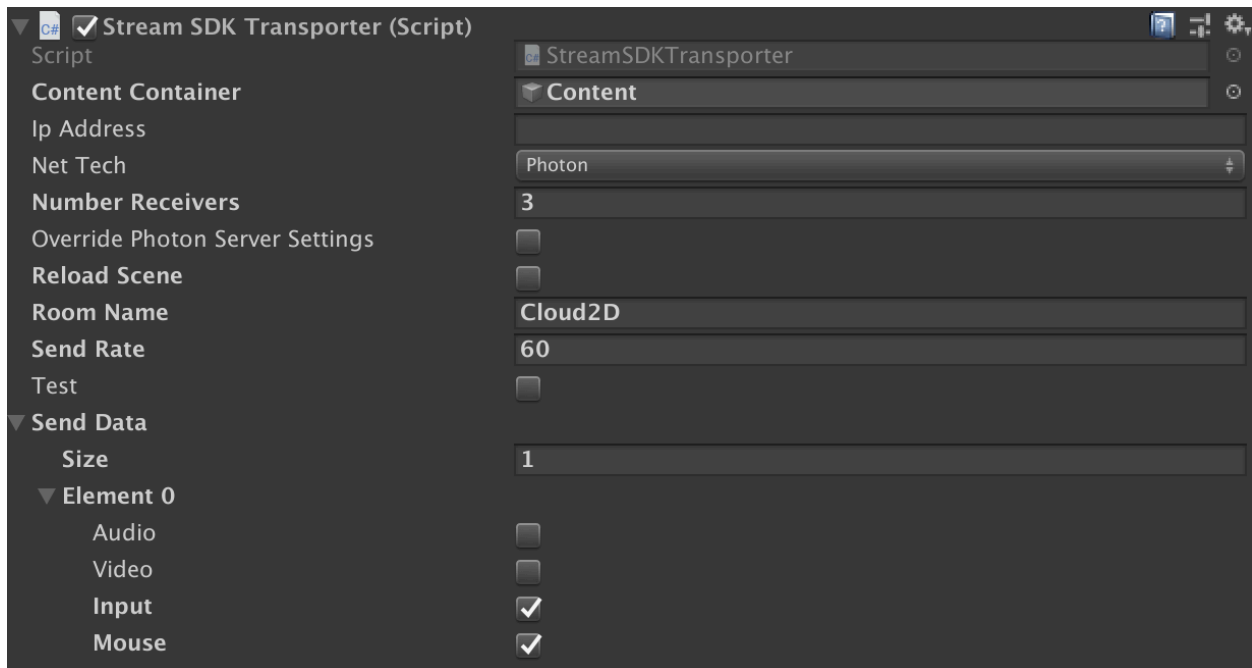 C# Stream SDK Transporter (Script)
Script C# StreamSDKTransporter
Content Container Content
Ip Address
Net Tech Photon
Number Receivers 3
Override Photon Server Settings
Reload Scene
Room Name Cloud2D
Send Rate 60
Test
Send Data
Size 1
Element 0
Audio
Video
Input
Mouse